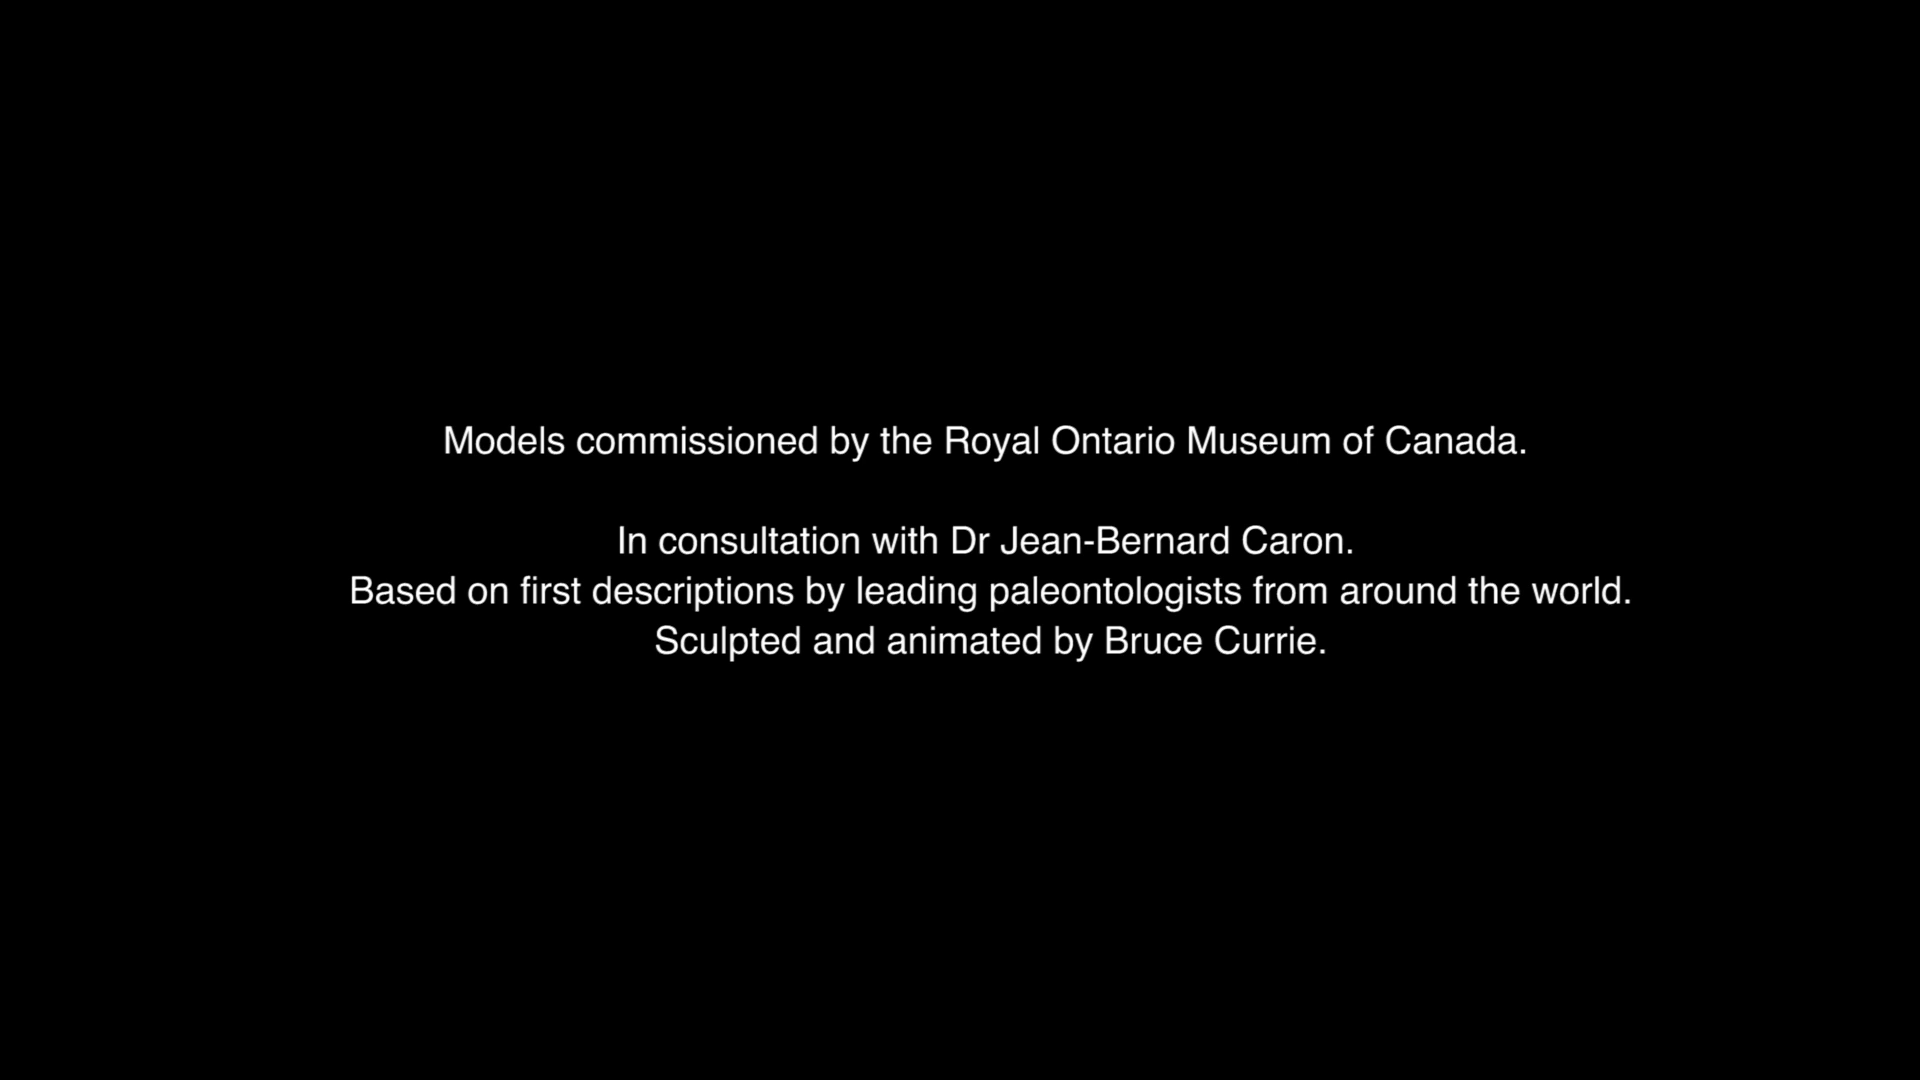 Models commissioned by the Royal Ontario Museum of Canada.
In consultation with Dr Jean-Bernard Caron.
Based on first descriptions by leading paleontologists from around the world.
Sculpted and animated by Bruce Currie.